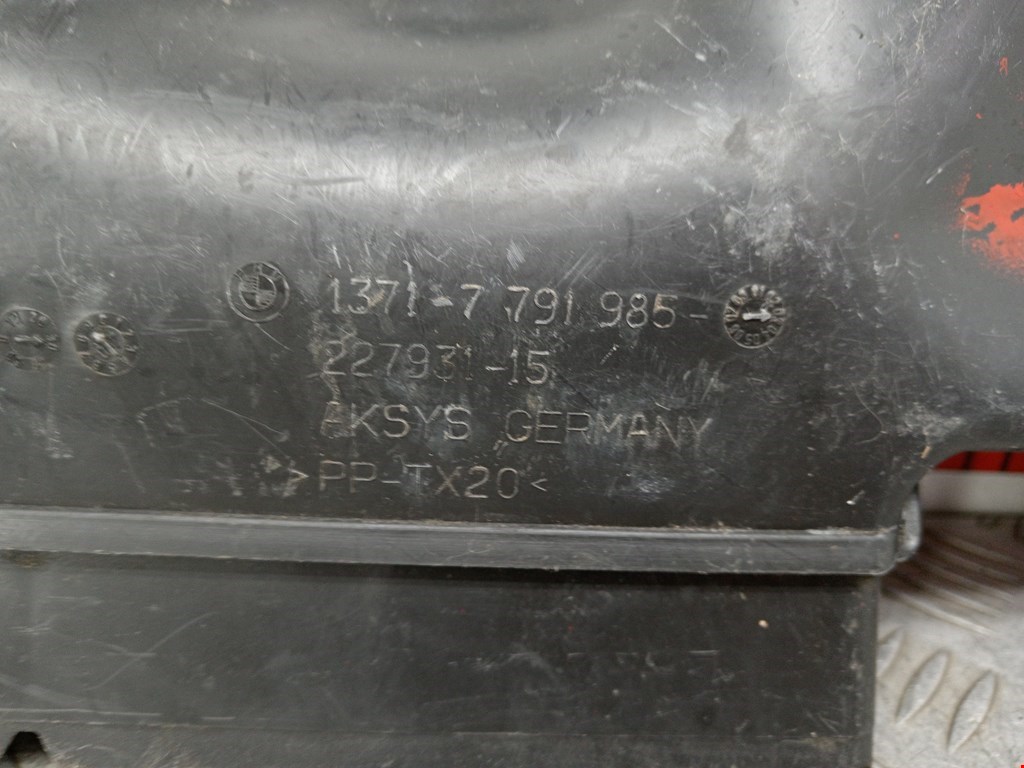 1371-7 791 985-
227931-15
AKSYS GERMANY
>PP-TX20<